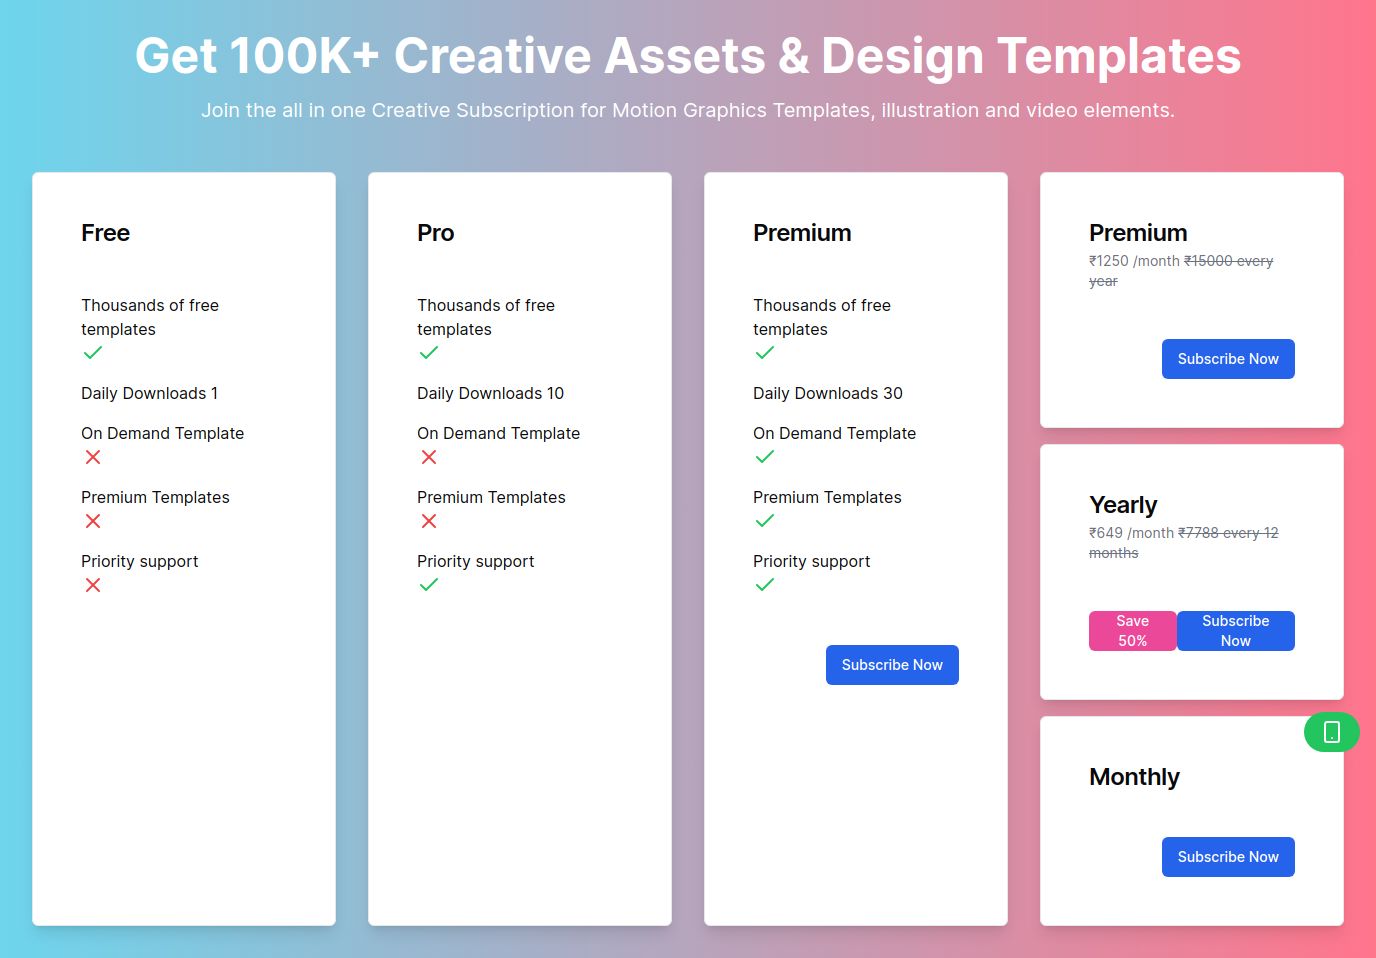 Get 100K+ Creative Assets & Design Templates
Join the all in one Creative Subscription for Motion Graphics Templates, illustration and video elements.
Free
Thousands of free
templates
Daily Downloads 1
On Demand Template
Premium Templates
Priority support
Pro
Thousands of free
templates
Daily Downloads 10
On Demand Template
Premium Templates
Priority support
Premium
Thousands of free
templates
Daily Downloads 30
On Demand Template
Premium Templates
Priority support
Subscribe Now
Premium
₹1250 /month ₹15000 every
year
Subscribe Now
Yearly
₹649 /month ₹7788 every 12
months
Save
50%
Subscribe
Now
Monthly
Subscribe Now